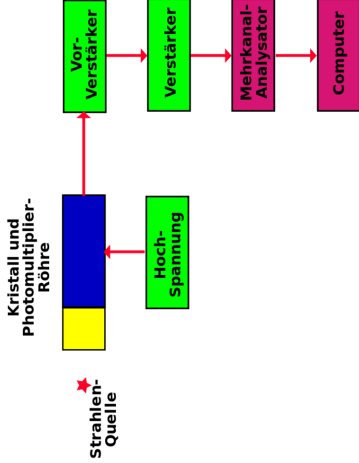 Strahlen-
Quelle
Kristall und
Photomultiplier-
Röhre
Hoch-
Spannung
Vor-
Verstärker
Verstärker
Mehrkanal-
Analysator
Computer